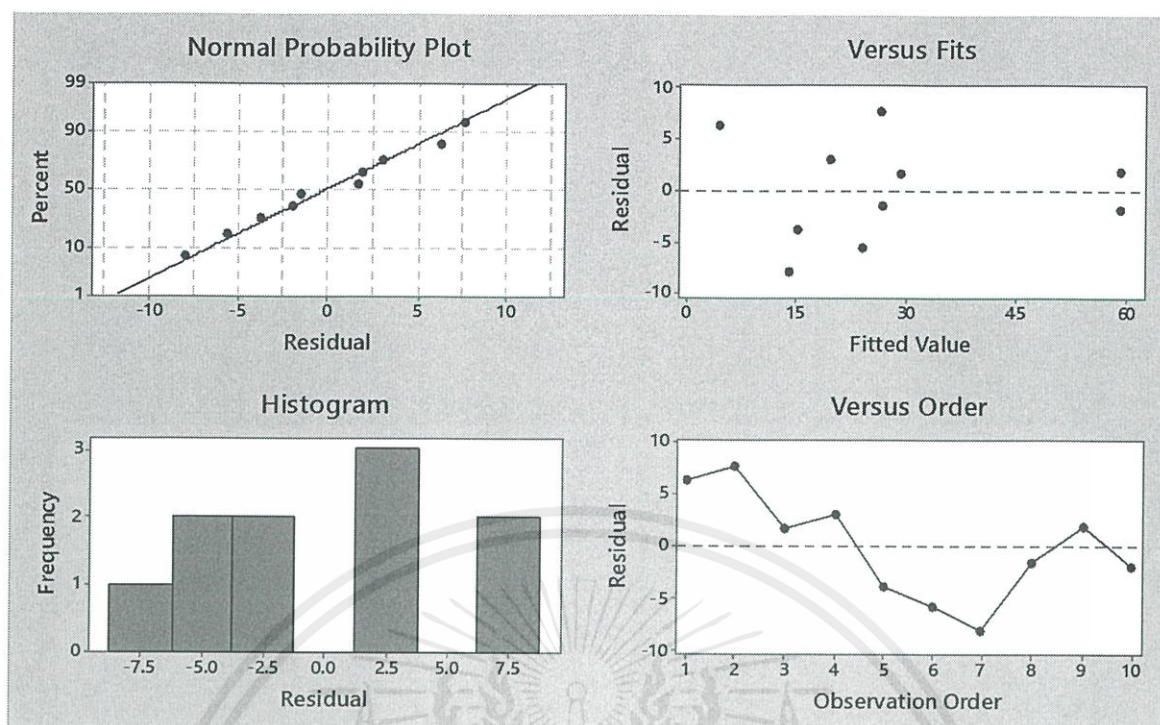 Normal Probability Plot
99
90
50
10
1
Percent
-10 -5 0 5 10
Residual
Versus Fits
10
5
0
-5
-10
Residual
0 15 30 45 60
Fitted Value
Histogram
3
2
1
0
Frequency
-7.5 -5.0 -2.5 0.0 2.5 7.5
Residual
Versus Order
10
5
0
-5
-10
Residual
1 2 3 4 5 6 7 8 9 10
Observation Order